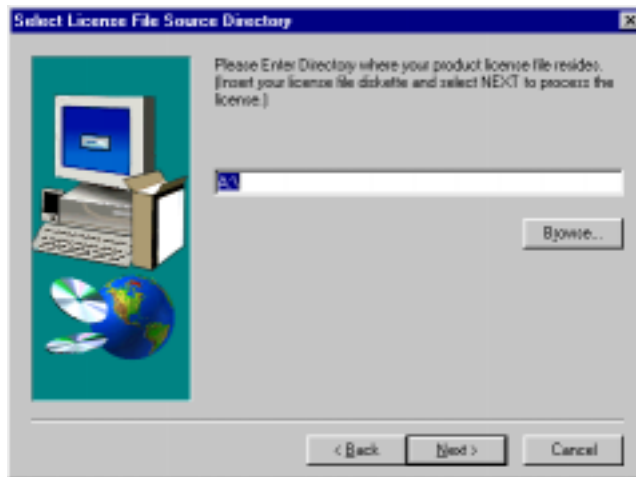 Select License File Source Directory
Please Enter Directory where your product license file resides.
(Insert your license file diskette and select NEXT to process the
license.)
A:\
Browse...
< Back
Next >
Cancel